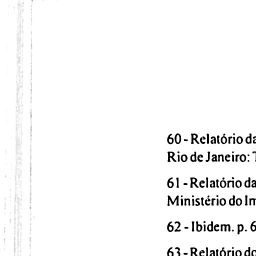 60 - Relatório da
Rio de Janeiro:
61 - Relatório da
Ministério do Im
62 - Ibidem. p. 6
63 - Relatório do